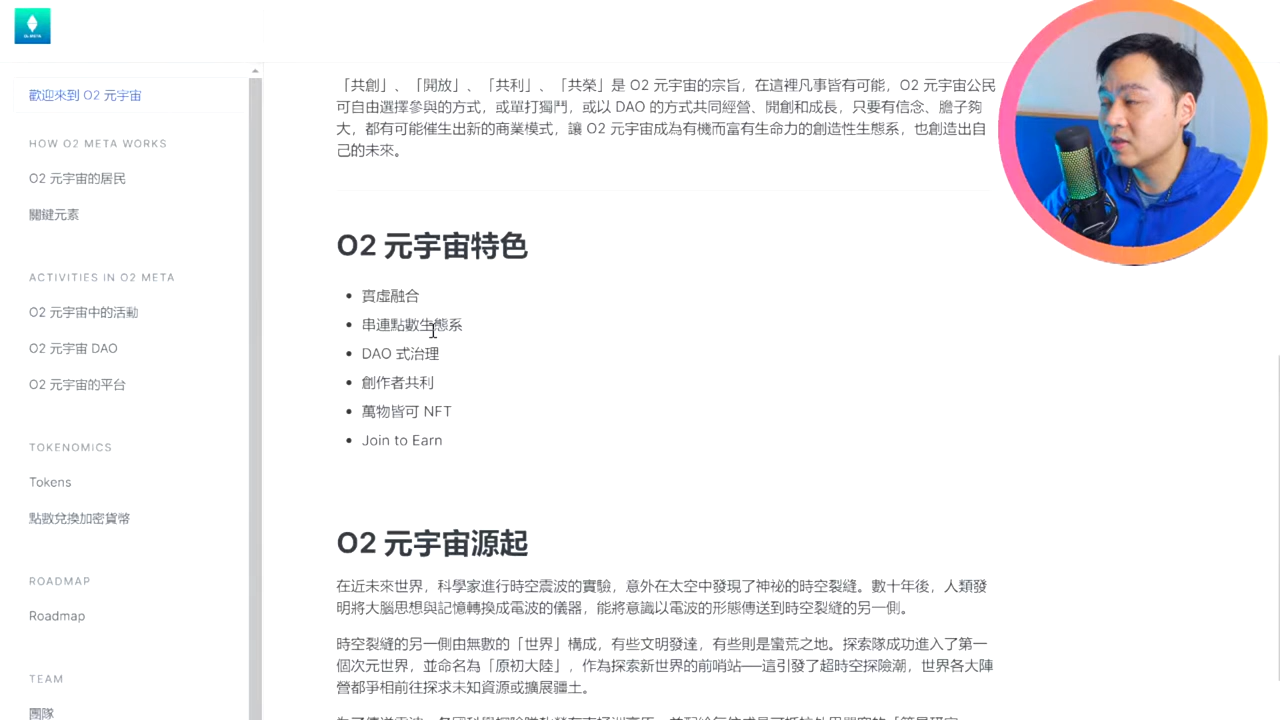 O2 META
歡迎來到 O2 元宇宙
HOW O2 META WORKS
O2 元宇宙的居民
關鍵元素
ACTIVITIES IN O2 META
O2 元宇宙中的活動
O2 元宇宙 DAO
O2 元宇宙的平台
TOKENOMICS
Tokens
點數兌換加密貨幣
ROADMAP
Roadmap
TEAM
團隊
「共創」、「開放」、「共利」、「共榮」是 O2 元宇宙的宗旨，在這裡凡事皆有可能，O2 元宇宙公民
可自由選擇參與的方式，或單打獨鬥，或以 DAO 的方式共同經營、開創和成長，只要有信念、膽子夠
大，都有可能催生出新的商業模式，讓 O2 元宇宙成為有機而富有生命力的創造性生態系，也創造出自
己的未來。
O2 元宇宙特色
• 實虛融合
• 串連點數生態系
• DAO 式治理
• 創作者共利
• 萬物皆可 NFT
• Join to Earn
O2 元宇宙源起
在近未來世界，科學家進行時空震波的實驗，意外在太空中發現了神祕的時空裂縫。數十年後，人類發
明將大腦思想與記憶轉換成電波的儀器，能將意識以電波的形態傳送到時空裂縫的另一側。
時空裂縫的另一側由無數的「世界」構成，有些文明發達，有些則是蠻荒之地。探索隊成功進入了第一
個次元世界，並命名為「原初大陸」，作為探索新世界的前哨站──這引發了超時空探險潮，世界各大陣
營都爭相前往探求未知資源或擴展疆土。